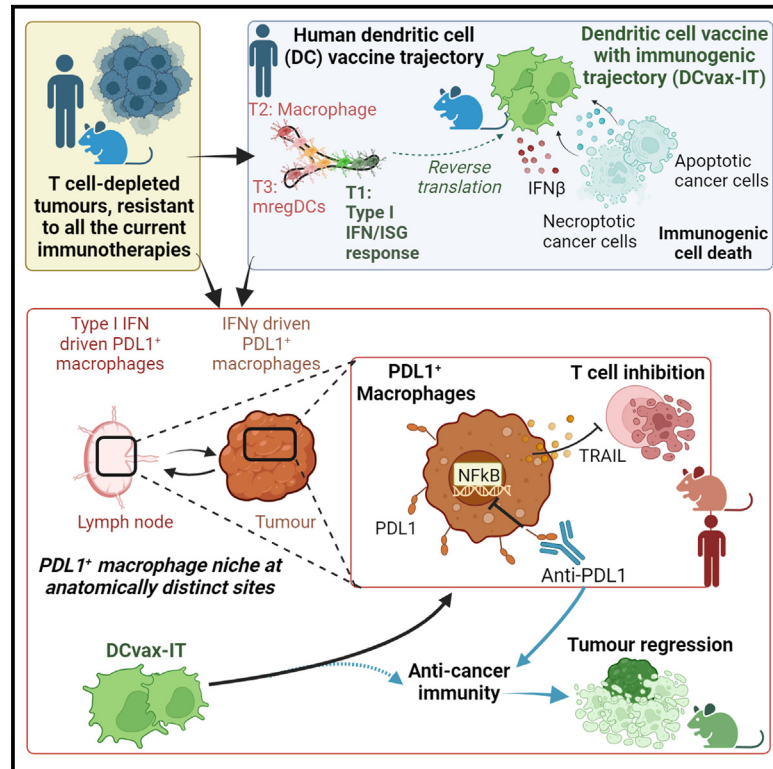 T cell-depleted
tumours, resistant
to all the current
immunotherapies
Human dendritic cell
(DC) vaccine trajectory
T2: Macrophage
T3:
mregDCs
T1:
Type I
IFN/ISG
response
Reverse
translation
Dendritic cell vaccine
with immunogenic
trajectory (DCvax-IT)
IFNβ
Apoptotic
cancer cells
Necroptotic
cancer cells
Immunogenic
cell death
Type I IFN
driven PDL1⁺
macrophages
IFNγ driven
PDL1⁺
macrophages
Lymph node
Tumour
PDL1⁺ macrophage niche at
anatomically distinct sites
PDL1⁺
Macrophages
T cell inhibition
NFkB
TRAIL
PDL1
Anti-PDL1
DCvax-IT
Anti-cancer
immunity
Tumour regression